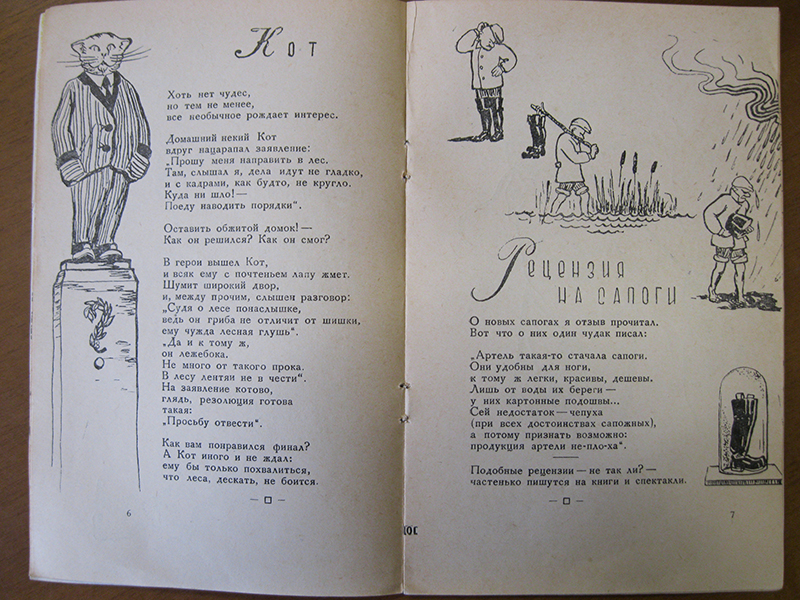 Кот
Хоть нет чудес,
но тем не менее,
все необычное рождает интерес.
Домашний некий Кот
вдруг нацарапал заявление:
„Прошу меня направить в лес.
Там, слышал я, дела идут не гладко,
и с кадрами, как будто, не кругло.
Куда ни шло!—
Поеду наводить порядки“.
Оставить обжитой домок!—
Как он решился? Как он смог?
В герои вышел Кот,
и всяк ему с почтеньем лапу жмет.
Шумит широкий двор,
и, между прочим, слышен разговор:
„Судя о лесе понаслышке,
ведь он гриба не отличит от шишки,
ему чужда лесная глушь“.
„Да и к тому ж,
он лежебока.
Не много от такого прока.
В лесу лентяи не в чести“.
На заявление котово,
глядь, резолюция готова
такая:
„Просьбу отвести“.
Как вам понравился финал?
А Кот иного и не ждал:
ему бы только похвалиться,
что леса, дескать, не боится.
6
Рецензия
на сапоги
О новых сапогах я отзыв прочитал.
Вот что о них один чудак писал:
„Артель такая-то стачала сапоги.
Они удобны для ноги,
к тому ж легки, красивы, дешевы.
Лишь от воды их береги—
у них картонные подошвы...
Сей недостаток—чепуха
(при всех достоинствах сапожных),
а потому признать возможно:
продукция артели не-пло-ха“.
Подобные рецензии—не так ли?—
частенько пишутся на книги и спектакли.
7